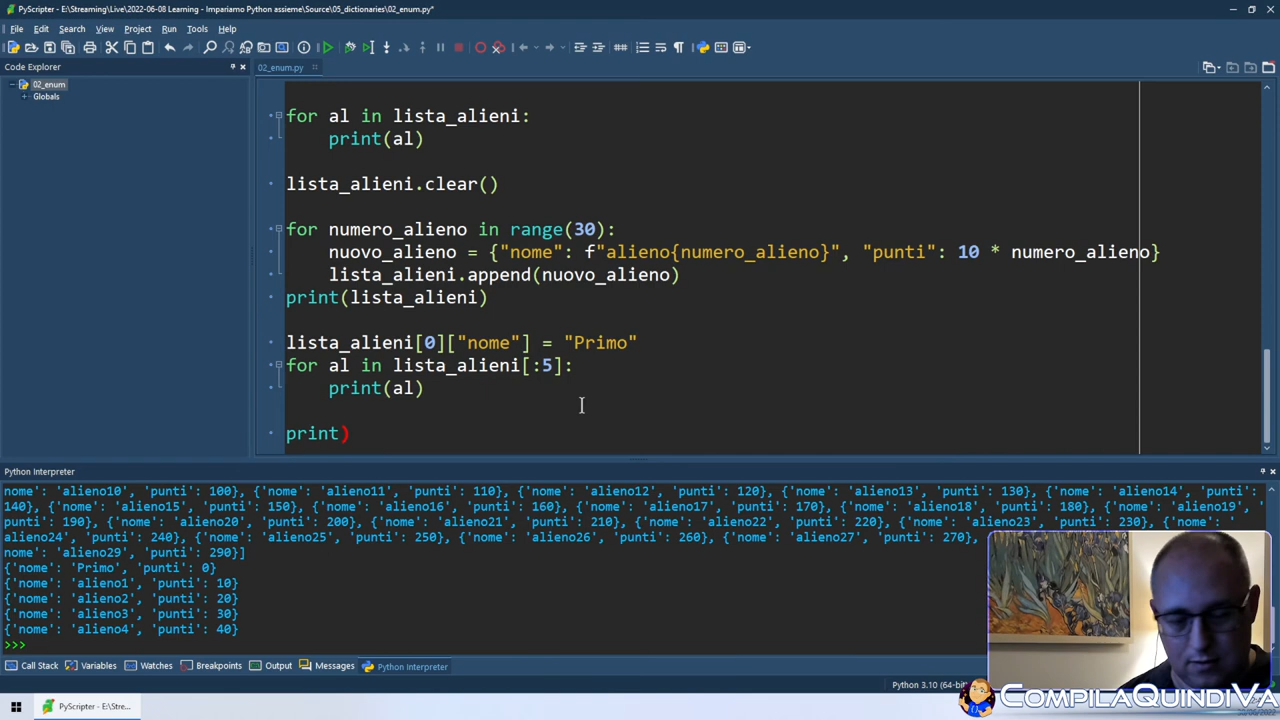 PyScripter - E:\Streaming\Live\2022-06-08 Learning - Impariamo Python assieme\Source\05_dictionaries\02_enum.py*
File Edit Search View Project Run Tools Help
Code Explorer
02_enum.py
02_enum
Globals
for al in lista_alieni:
print(al)
lista_alieni.clear()
for numero_alieno in range(30):
nuovo_alieno = {"nome": f"alieno{numero_alieno}", "punti": 10 * numero_alieno}
lista_alieni.append(nuovo_alieno)
print(lista_alieni)
lista_alieni[0]["nome"] = "Primo"
for al in lista_alieni[:5]:
print(al)
print)
Python Interpreter
nome': 'alieno10', 'punti': 100}, {'nome': 'alieno11', 'punti': 110}, {'nome': 'alieno12', 'punti': 120}, {'nome': 'alieno13', 'punti': 130}, {'nome': 'alieno14', 'punti':
140}, {'nome': 'alieno15', 'punti': 150}, {'nome': 'alieno16', 'punti': 160}, {'nome': 'alieno17', 'punti': 170}, {'nome': 'alieno18', 'punti': 180}, {'nome': 'alieno19', '
punti': 190}, {'nome': 'alieno20', 'punti': 200}, {'nome': 'alieno21', 'punti': 210}, {'nome': 'alieno22', 'punti': 220}, {'nome': 'alieno23', 'punti': 230}, {'nome': '
alieno24', 'punti': 240}, {'nome': 'alieno25', 'punti': 250}, {'nome': 'alieno26', 'punti': 260}, {'nome': 'alieno27', 'punti': 270},
nome': 'alieno29', 'punti': 290}]
{'nome': 'Primo', 'punti': 0}
{'nome': 'alieno1', 'punti': 10}
{'nome': 'alieno2', 'punti': 20}
{'nome': 'alieno3', 'punti': 30}
{'nome': 'alieno4', 'punti': 40}
>>>
Call Stack Variables Watches Breakpoints Output Messages Python Interpreter
Python 3.10 (64-bit
PyScripter - E:\Stre...
COMPILAQUINDIVA